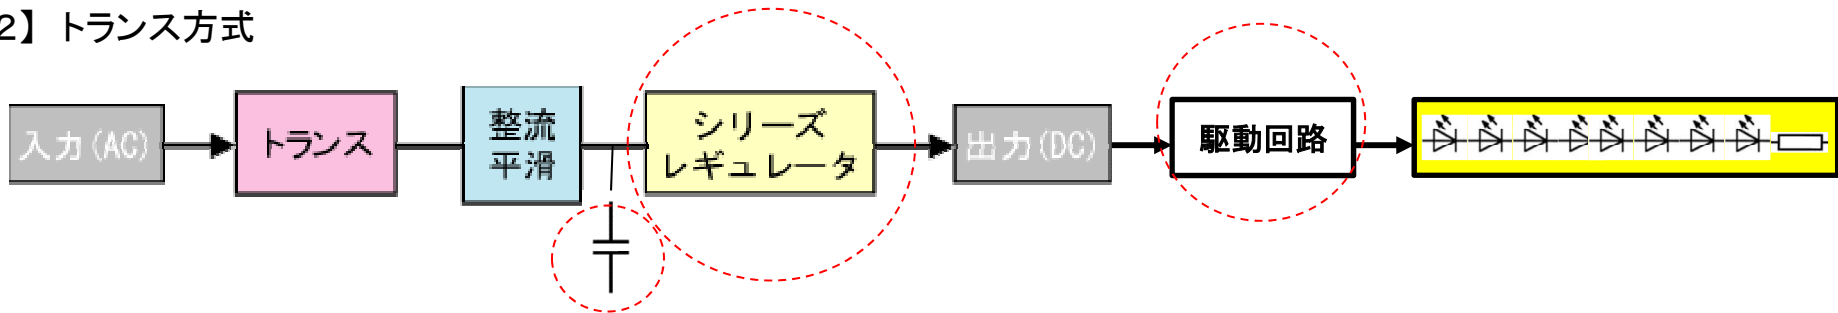 2】 トランス方式
入力(AC)
トランス
整流
平滑
シリーズ
レギュレータ
出力(DC)
駆動回路